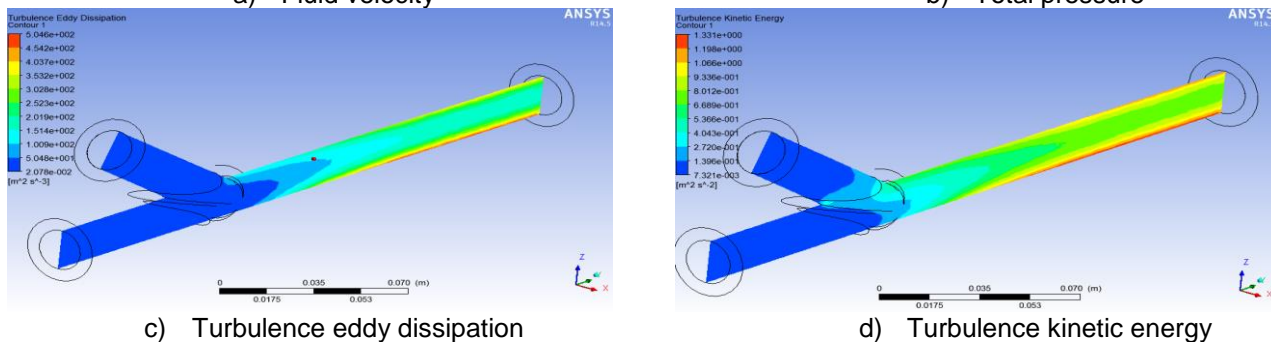 a) Fluid velocity
b) Total pressure
Turbulence Eddy Dissipation
Contour 1
5.046e+002
4.542e+002
4.037e+002
3.532e+002
3.028e+002
2.523e+002
2.019e+002
1.514e+002
1.009e+002
5.048e+001
2.078e-002
[m^2 s^-3]
ANSYS
R14.5
0 0.035 0.070 (m)
0.0175 0.053
Z
Y
X
Turbulence Kinetic Energy
Contour 1
1.331e+000
1.198e+000
1.066e+000
9.336e-001
8.012e-001
6.689e-001
5.366e-001
4.043e-001
2.720e-001
1.396e-001
7.321e-003
[m^2 s^-2]
ANSYS
R14.5
0 0.035 0.070 (m)
0.0175 0.053
Z
Y
X
c) Turbulence eddy dissipation
d) Turbulence kinetic energy